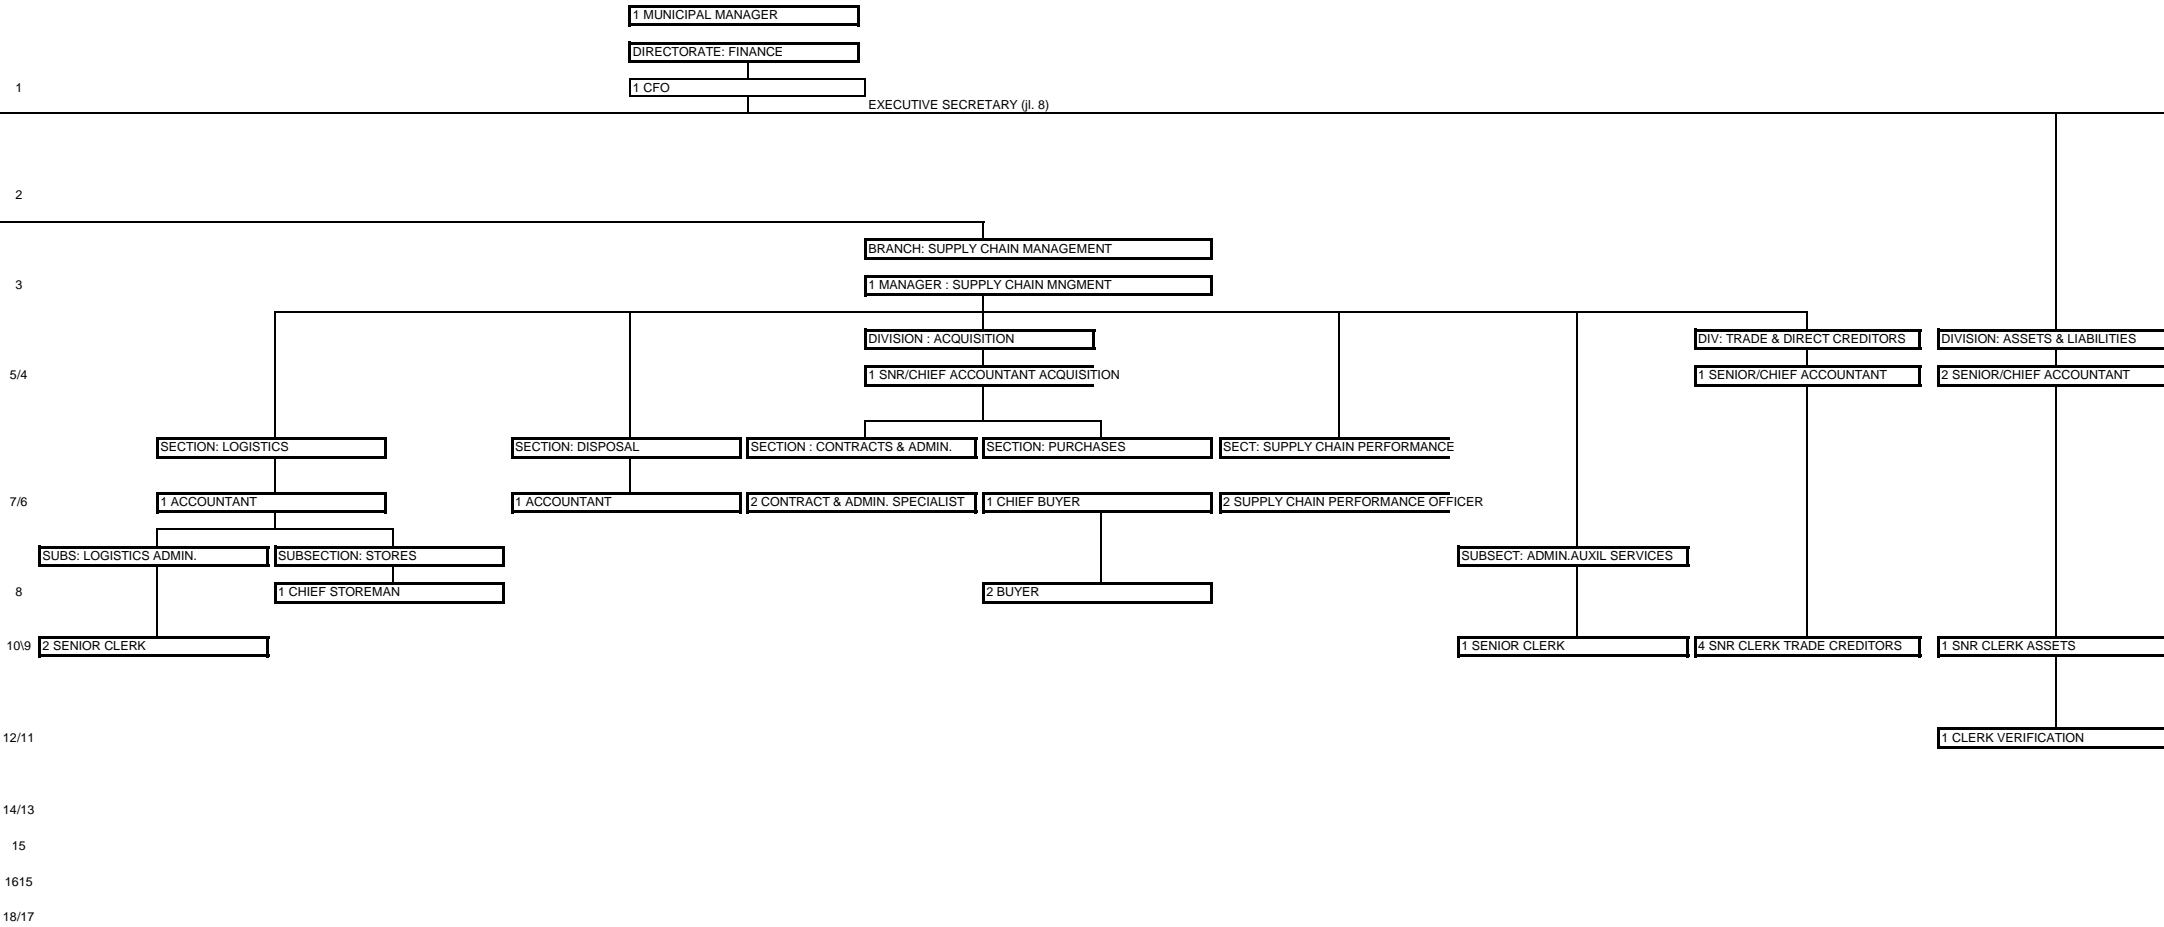 1 MUNICIPAL MANAGER
DIRECTORATE: FINANCE
1
1 CFO
EXECUTIVE SECRETARY (jl. 8)
2
BRANCH: SUPPLY CHAIN MANAGEMENT
3
1 MANAGER : SUPPLY CHAIN MNGMENT
DIVISION : ACQUISITION
DIV: TRADE & DIRECT CREDITORS
DIVISION: ASSETS & LIABILITIES
5/4
1 SNR/CHIEF ACCOUNTANT ACQUISITION
1 SENIOR/CHIEF ACCOUNTANT
2 SENIOR/CHIEF ACCOUNTANT
SECTION: LOGISTICS
SECTION: DISPOSAL
SECTION : CONTRACTS & ADMIN.
SECTION: PURCHASES
SECT: SUPPLY CHAIN PERFORMANCE
7/6
1 ACCOUNTANT
1 ACCOUNTANT
2 CONTRACT & ADMIN. SPECIALIST
1 CHIEF BUYER
2 SUPPLY CHAIN PERFORMANCE OFFICER
SUBS: LOGISTICS ADMIN.
SUBSECTION: STORES
SUBSECT: ADMIN.AUXIL SERVICES
8
1 CHIEF STOREMAN
2 BUYER
10\9
2 SENIOR CLERK
1 SENIOR CLERK
4 SNR CLERK TRADE CREDITORS
1 SNR CLERK ASSETS
12/11
1 CLERK VERIFICATION
14/13
15
1615
18/17